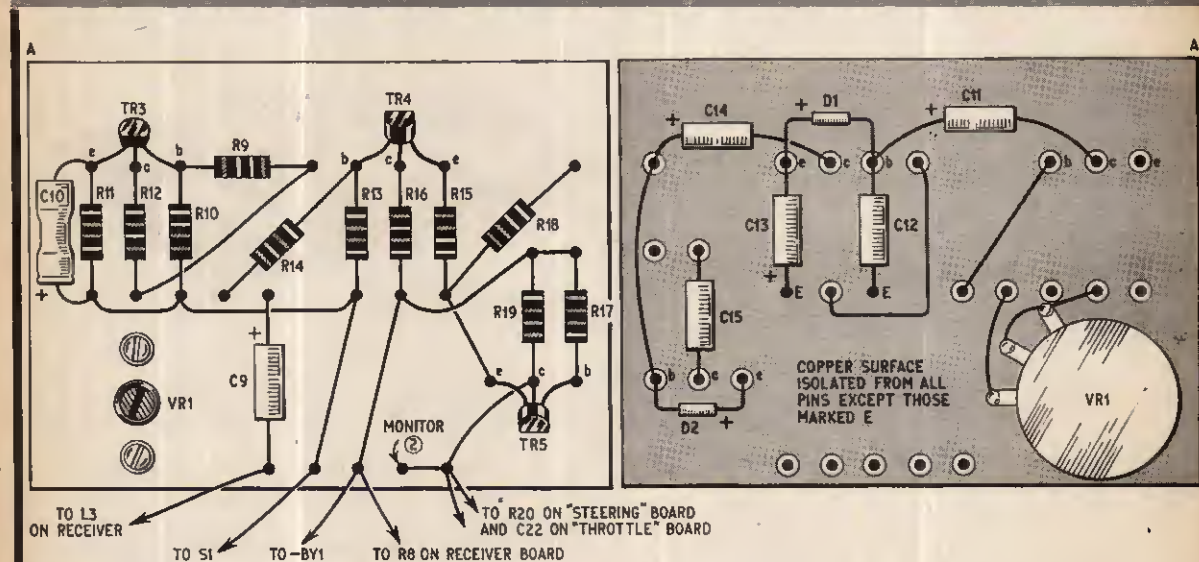 A
TR3
TR4
e
c
b
R9
b
c
e
C10
R11
R12
R10
R13
R16
R15
R18
R14
+
R19
R17
+
C9
VR1
e
c
b
MONITOR
②
TR5
TO L3
ON RECEIVER
TO S1
TO -BY1
TO R8 ON RECEIVER BOARD
TO R20 ON "STEERING" BOARD
AND C22 ON "THROTTLE" BOARD
A
C14
+
D1
+
C11
e
c
b
b
c
e
C13
C12
+
E
E
C15
b
c
e
D2
+
COPPER SURFACE
ISOLATED FROM ALL
PINS EXCEPT THOSE
MARKED E
VR1